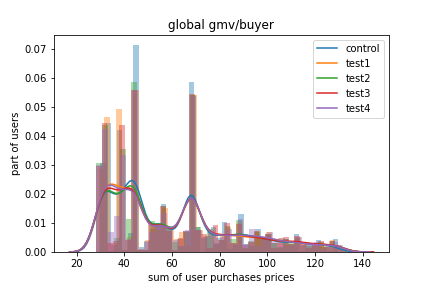 global gmv/buyer
control
test1
test2
test3
test4
part of users
0.07
0.06
0.05
0.04
0.03
0.02
0.01
0.00
20 40 60 80 100 120 140
sum of user purchases prices